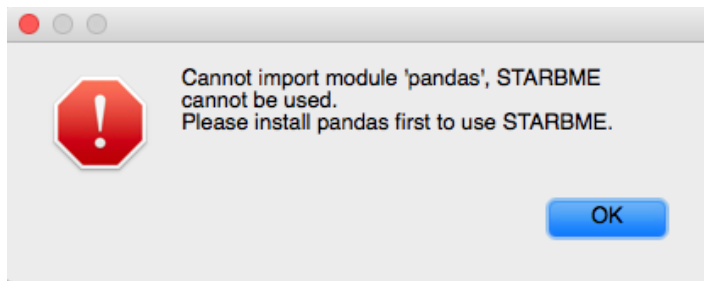 Cannot import module 'pandas', STARBME
cannot be used.
Please install pandas first to use STARBME.
OK